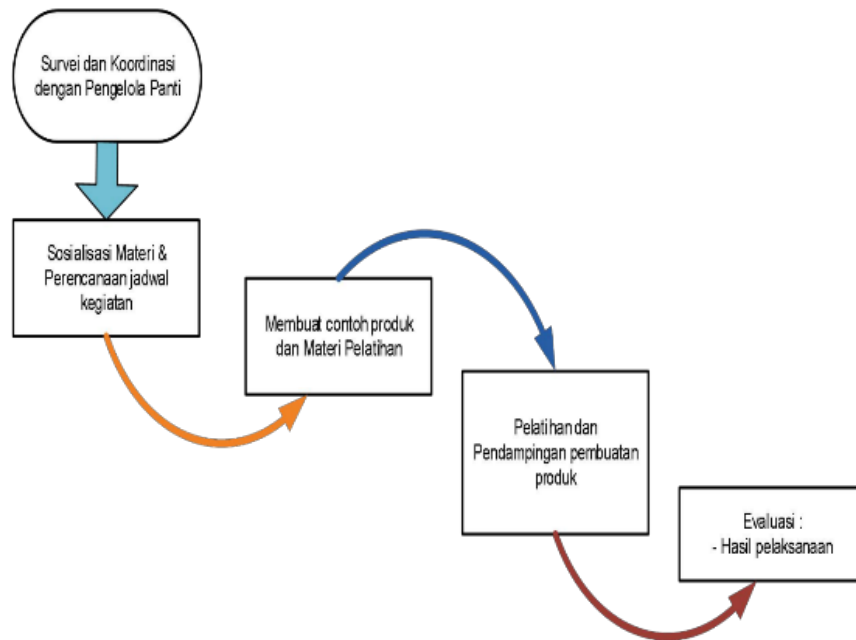 Survei dan Koordinasi
dengan Pengelola Panti
Sosialisasi Materi &
Perencanaan jadwal
kegiatan
Membuat contoh produk
dan Materi Pelatihan
Pelatihan dan
Pendampingan pembuatan
produk
Evaluasi :
- Hasil pelaksanaan